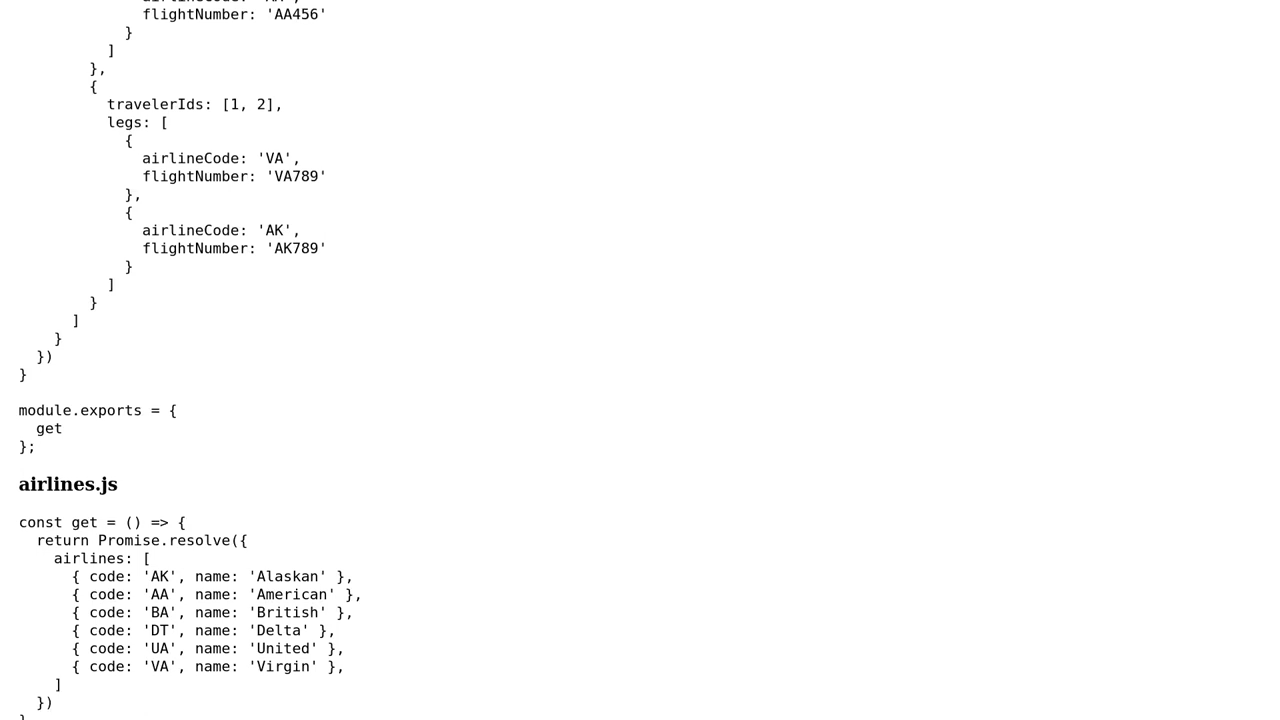 flightNumber: 'AA456'
}
]
},
{
travelerIds: [1, 2],
legs: [
{
airlineCode: 'VA',
flightNumber: 'VA789'
},
{
airlineCode: 'AK',
flightNumber: 'AK789'
}
]
}
]
}
})
}
module.exports = {
get
};
airlines.js
const get = () => {
return Promise.resolve({
airlines: [
{ code: 'AK', name: 'Alaskan' },
{ code: 'AA', name: 'American' },
{ code: 'BA', name: 'British' },
{ code: 'DT', name: 'Delta' },
{ code: 'UA', name: 'United' },
{ code: 'VA', name: 'Virgin' },
]
})
}